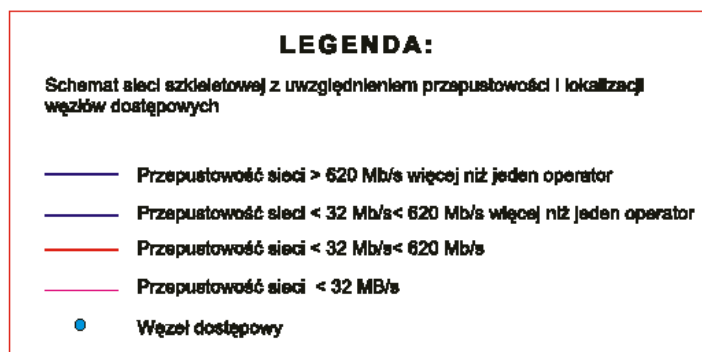 LEGENDA:
Schemat sieci szkieletowej z uwzględnieniem przepustowości i lokalizacji
węzłów dostępowych
Przepustowość sieci > 620 Mb/s więcej niż jeden operator
Przepustowość sieci < 32 Mb/s< 620 Mb/s więcej niż jeden operator
Przepustowość sieci < 32 Mb/s< 620 Mb/s
Przepustowość sieci < 32 MB/s
Węzeł dostępowy